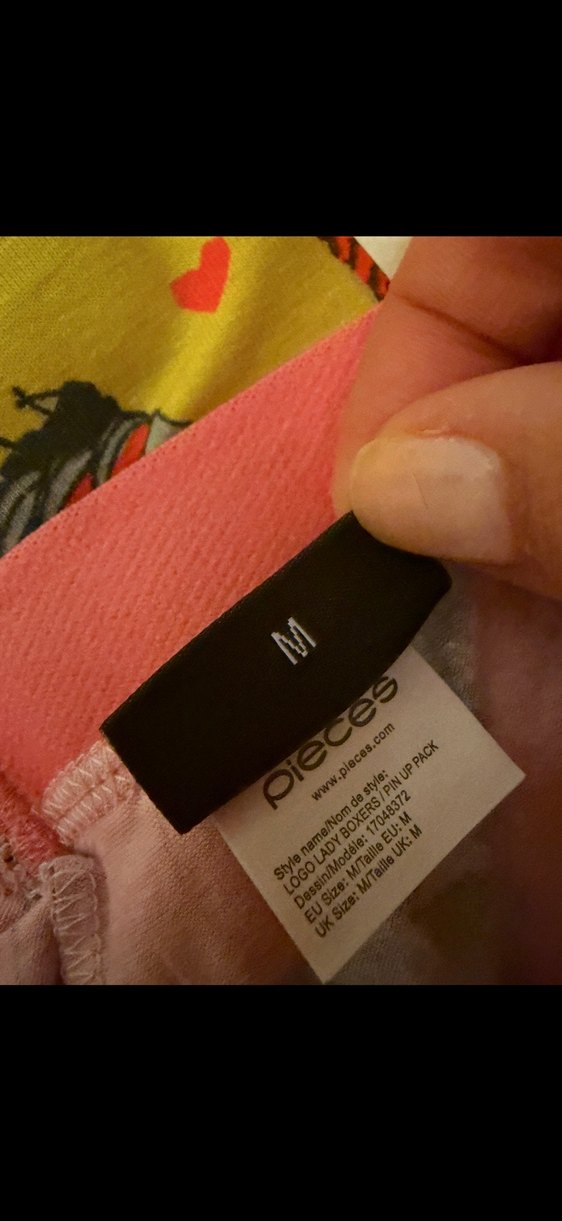 M
pieces
www.pieces.com
Style name/Nom de style:
LOGO LADY BOXERS / PIN UP PACK
Dessin/Modéle: 17048372
EU Size: M/Taille EU: M
UK Size: M/Taille UK: M